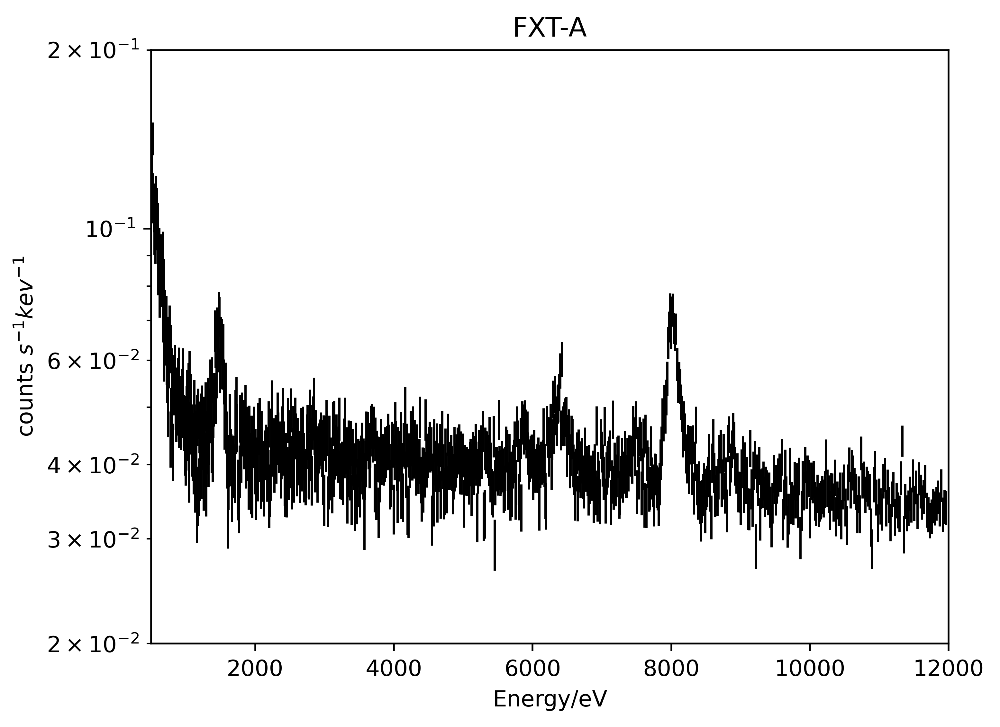 FXT-A
2 × 10⁻¹
10⁻¹
6 × 10⁻²
4 × 10⁻²
3 × 10⁻²
2 × 10⁻²
counts s⁻¹kev⁻¹
2000 4000 6000 8000 10000 12000
Energy/eV